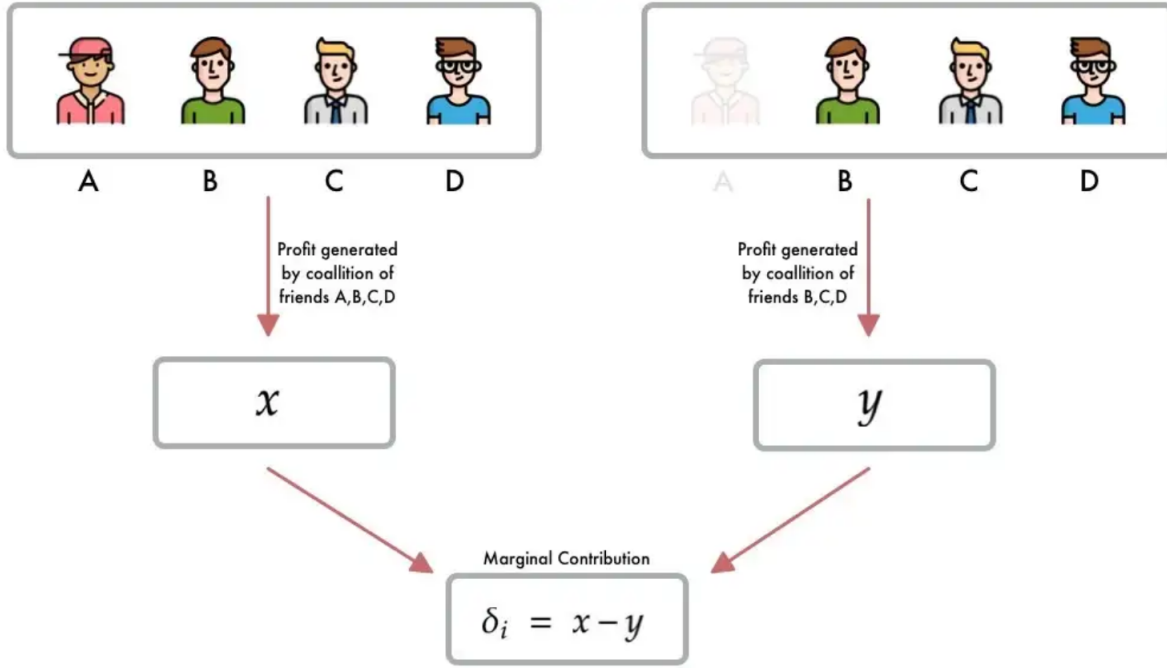 A B C D
A B C D
Profit generated
by coallition of
friends A,B,C,D
Profit generated
by coallition of
friends B,C,D
x
y
Marginal Contribution
δᵢ = x − y